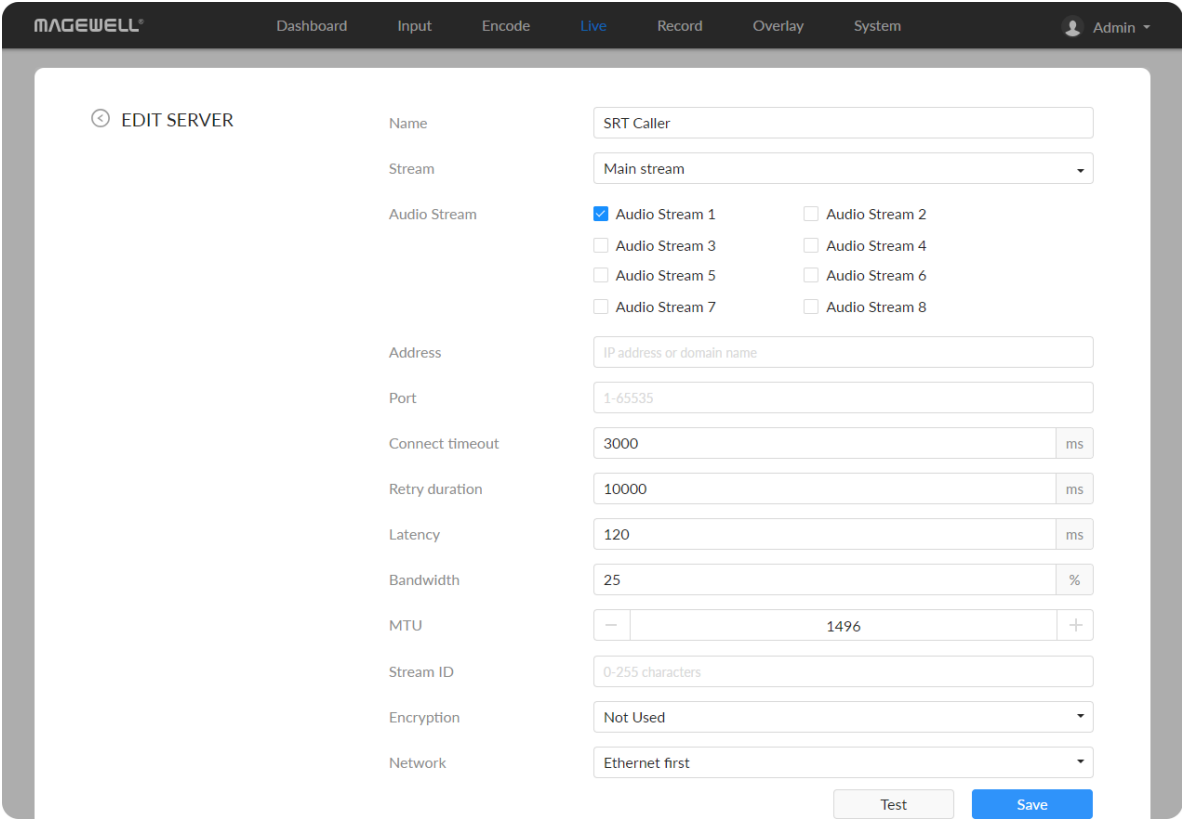 MAGEWELL®
Dashboard Input Encode Live Record Overlay System Admin
EDIT SERVER
Name SRT Caller
Stream Main stream
Audio Stream Audio Stream 1 Audio Stream 2
Audio Stream 3 Audio Stream 4
Audio Stream 5 Audio Stream 6
Audio Stream 7 Audio Stream 8
Address IP address or domain name
Port 1-65535
Connect timeout 3000 ms
Retry duration 10000 ms
Latency 120 ms
Bandwidth 25 %
MTU − 1496 +
Stream ID 0-255 characters
Encryption Not Used
Network Ethernet first
Test Save